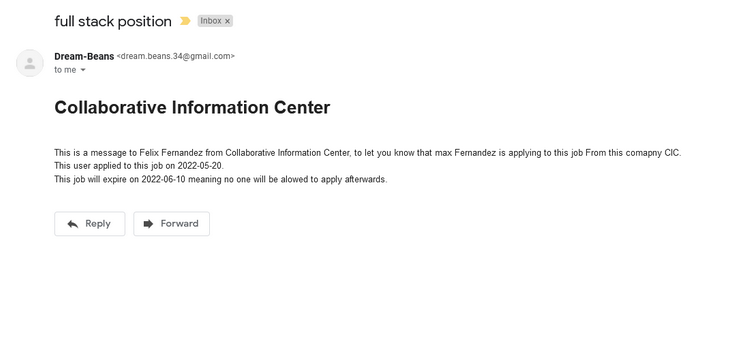 full stack position Inbox x
Dream-Beans <dream.beans.34@gmail.com>
to me
Collaborative Information Center
This is a message to Felix Fernandez from Collaborative Information Center, to let you know that max Fernandez is applying to this job From this comapny CIC.
This user applied to this job on 2022-05-20.
This job will expire on 2022-06-10 meaning no one will be alowed to apply afterwards.
Reply Forward